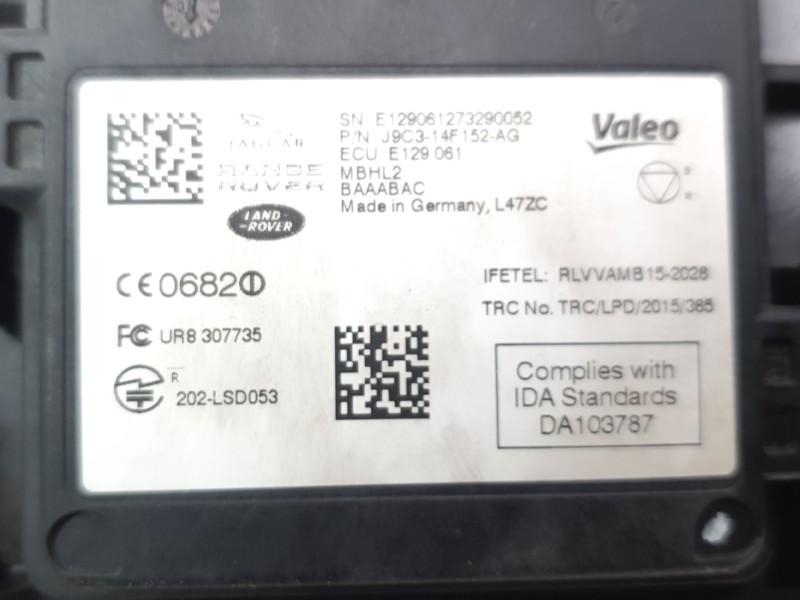 JAGUAR
RANGE
ROVER
LAND-
-ROVER
SN E129061273290052
P/N J9C3-14F152-AG
ECU E129 061
MBHL2
BAAABAC
Made in Germany, L47ZC
Valeo
CE0682
IFETEL: RLVVAMB15-2028
TRC No. TRC/LPD/2015/385
FC UR8 307735
R
202-LSD053
Complies with
IDA Standards
DA103787